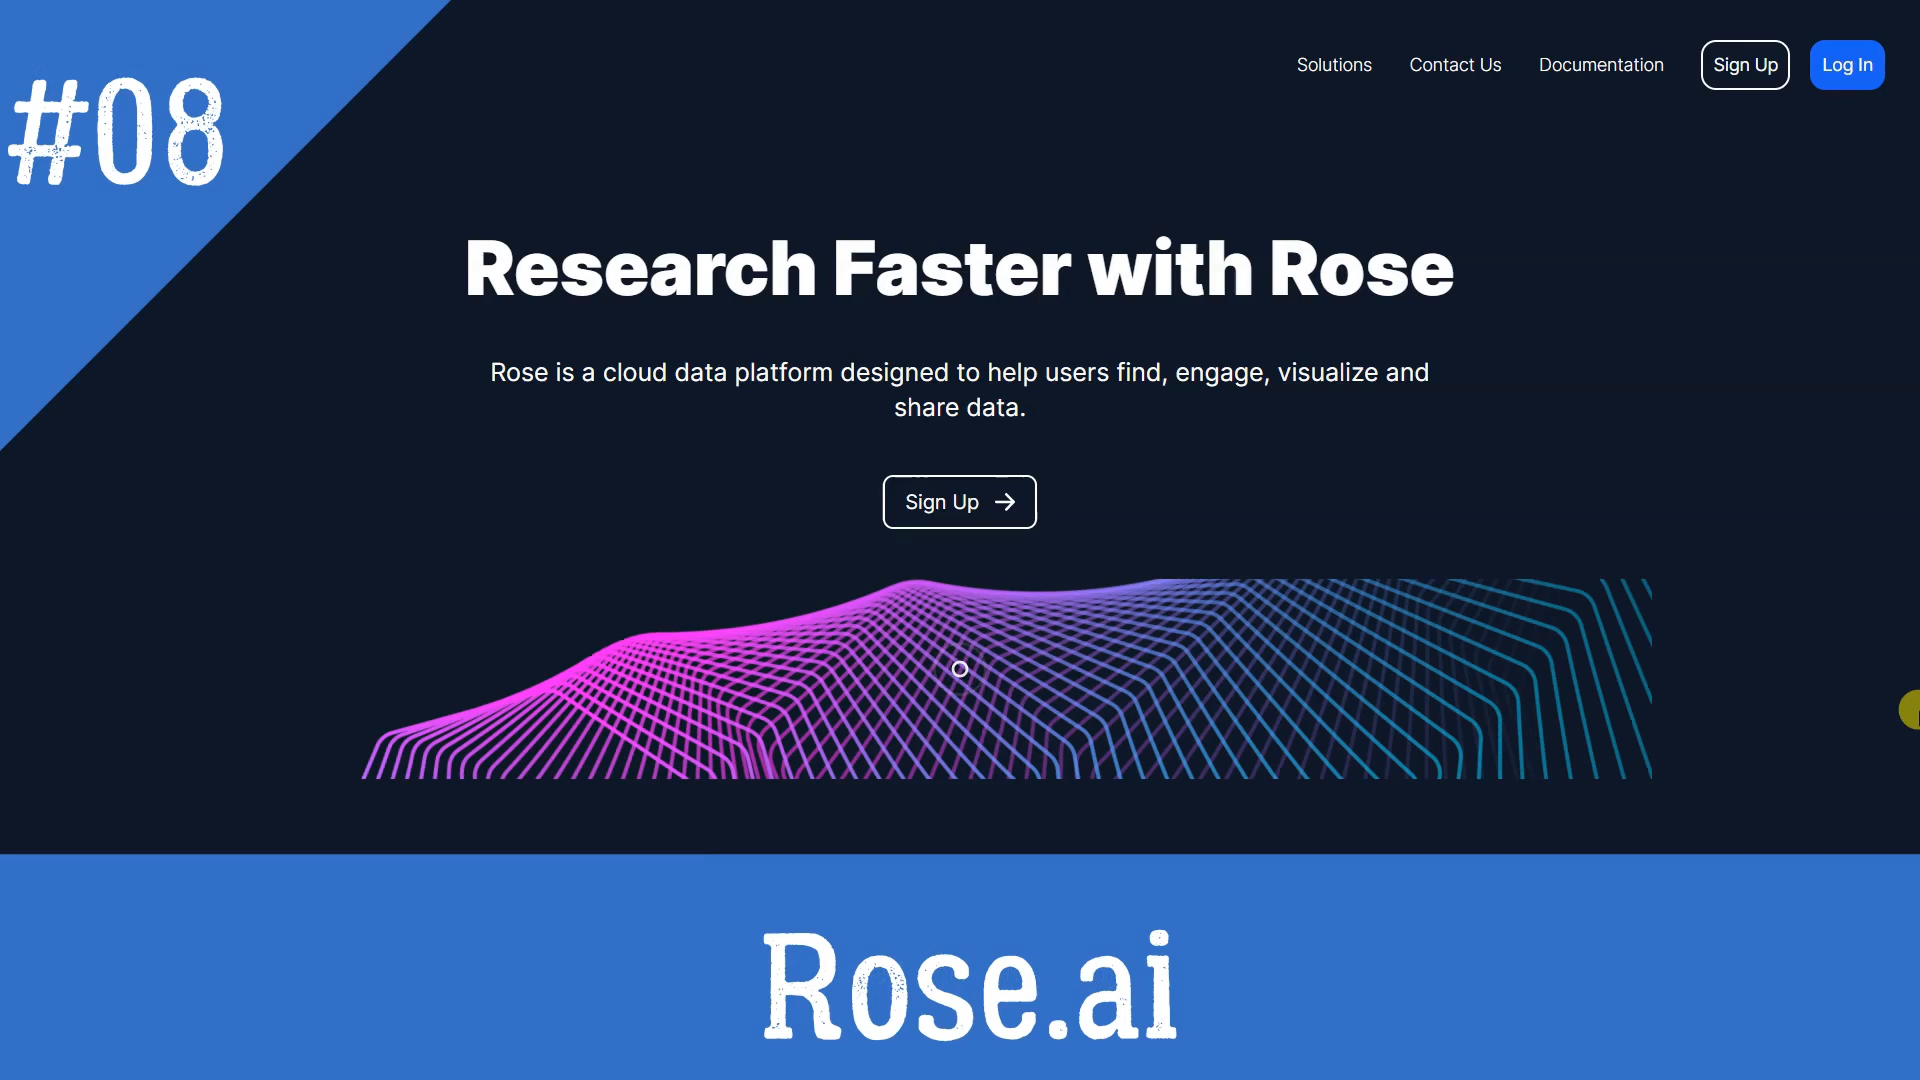 #08
Solutions Contact Us Documentation Sign Up Log In
Research Faster with Rose
Rose is a cloud data platform designed to help users find, engage, visualize and
share data.
Sign Up →
Rose.ai